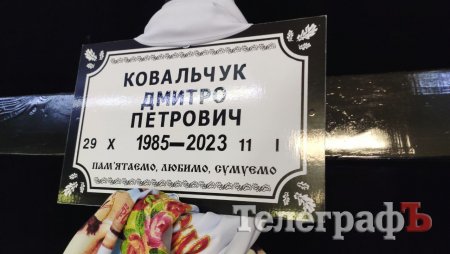 КОВАЛЬЧУК
ДМИТРО
ПЕТРОВИЧ
29 X 1985—2023 11 I
ПАМ'ЯТАЄМО, ЛЮБИМО, СУМУЄМО
ТелеграфЪ